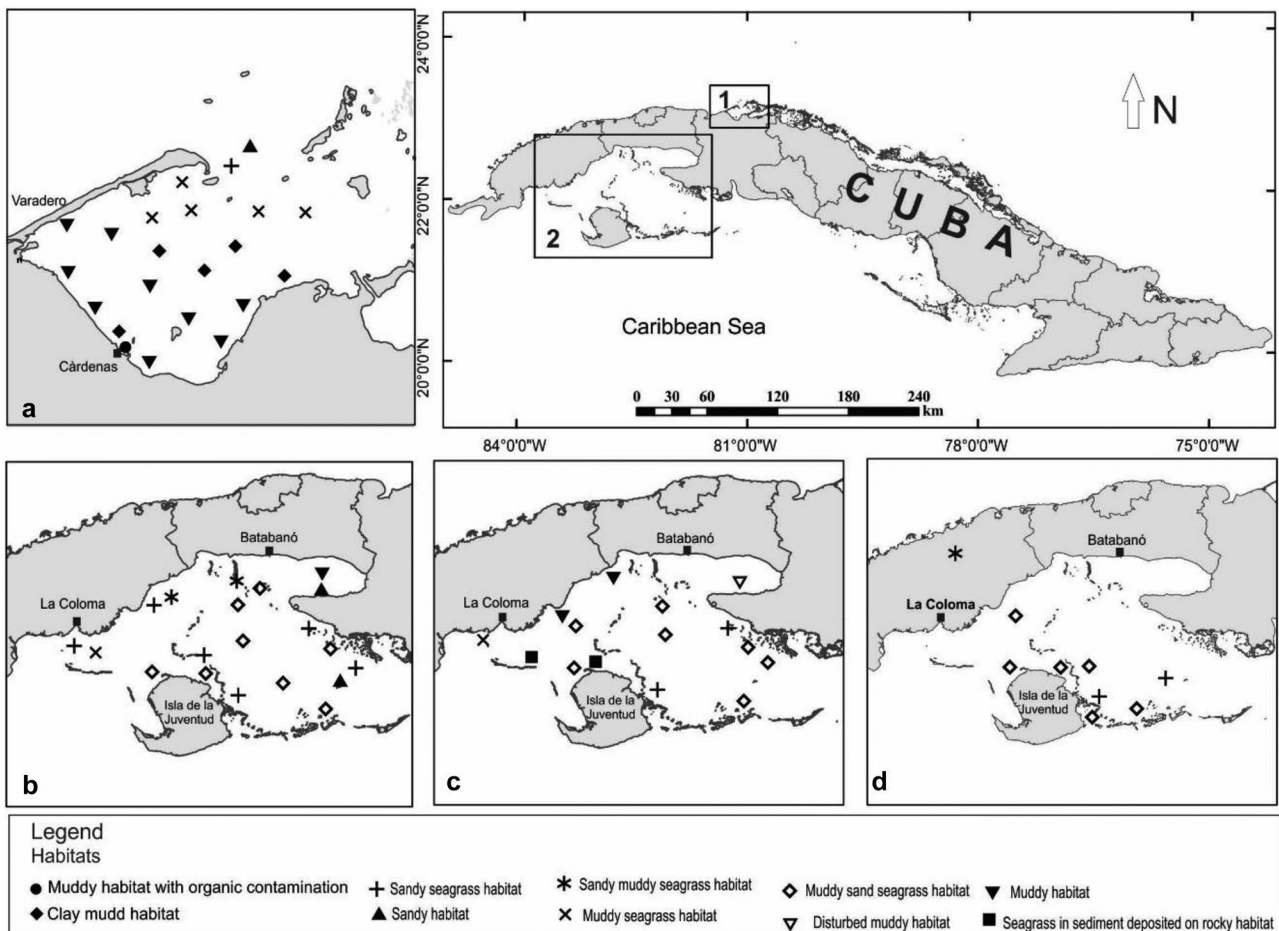 Varadero
Càrdenas
a
24°0'0"N
22°0'0"N
20°0'0"N
1
2
N
CUBA
Caribbean Sea
0 30 60 120 180 240
km
84°0'0"W 81°0'0"W 78°0'0"W 75°0'0"W
Batabanó
La Coloma
Isla de la
Juventud
b
Batabanó
La Coloma
Isla de la
Juventud
c
Batabanó
La Coloma
Isla de la
Juventud
d
Legend
Habitats
Muddy habitat with organic contamination
Clay mudd habitat
Sandy seagrass habitat
Sandy habitat
Sandy muddy seagrass habitat
Muddy seagrass habitat
Muddy sand seagrass habitat
Disturbed muddy habitat
Muddy habitat
Seagrass in sediment deposited on rocky habitat